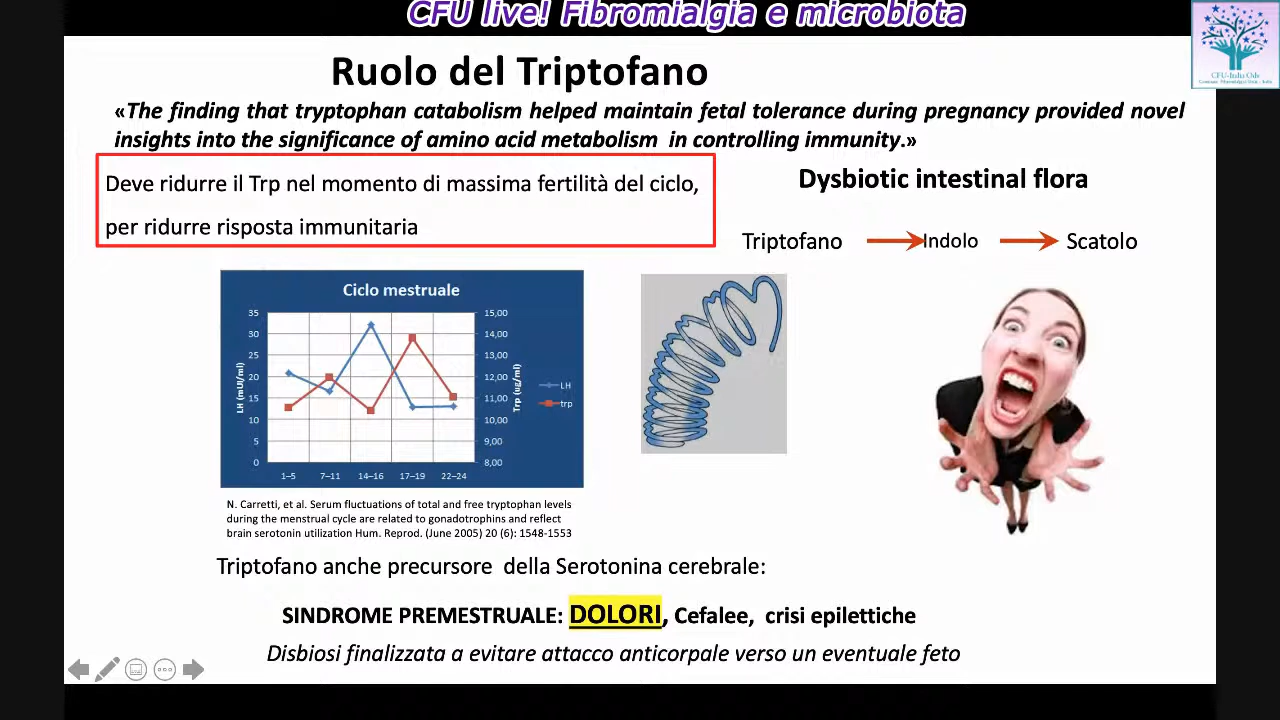 CFU live! Fibromialgia e microbiota
CFU-Italia Odv
Ruolo del Triptofano
«The finding that tryptophan catabolism helped maintain fetal tolerance during pregnancy provided novel
insights into the significance of amino acid metabolism in controlling immunity.»
Deve ridurre il Trp nel momento di massima fertilità del ciclo,
per ridurre risposta immunitaria
Dysbiotic intestinal flora
Triptofano Indolo Scatolo
Ciclo mestruale
35 15,00
30 14,00
25 13,00
20 12,00
15 11,00
10 10,00
5 9,00
0 8,00
LH (mUI/ml)
Trp (ug/ml)
LH
trp
1–5 7–11 14–16 17–19 22–24
N. Carretti, et al. Serum fluctuations of total and free tryptophan levels
during the menstrual cycle are related to gonadotrophins and reflect
brain serotonin utilization Hum. Reprod. (June 2005) 20 (6): 1548-1553
Triptofano anche precursore della Serotonina cerebrale:
SINDROME PREMESTRUALE: DOLORI, Cefalee, crisi epilettiche
Disbiosi finalizzata a evitare attacco anticorpale verso un eventuale feto